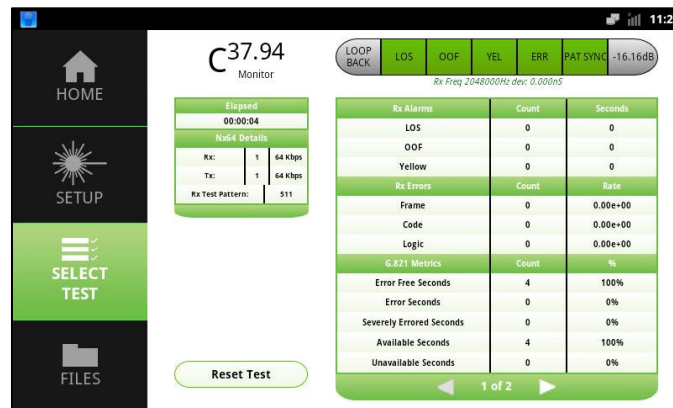 11:2
HOME
SETUP
SELECT
TEST
FILES
C37.94
Monitor
Elapsed
00:00:04
Nx64 Details
Rx: 1 64 Kbps
Tx: 1 64 Kbps
Rx Test Pattern: 511
Reset Test
LOOP BACK LOS OOF YEL ERR PAT SYNC -16.16dB
Rx Freq 2048000Hz dev: 0.000nS
Rx Alarms Count Seconds
LOS 0 0
OOF 0 0
Yellow 0 0
Rx Errors Count Rate
Frame 0 0.00e+00
Code 0 0.00e+00
Logic 0 0.00e+00
G.821 Metrics Count %
Error Free Seconds 4 100%
Error Seconds 0 0%
Severely Errored Seconds 0 0%
Available Seconds 4 100%
Unavailable Seconds 0 0%
1 of 2